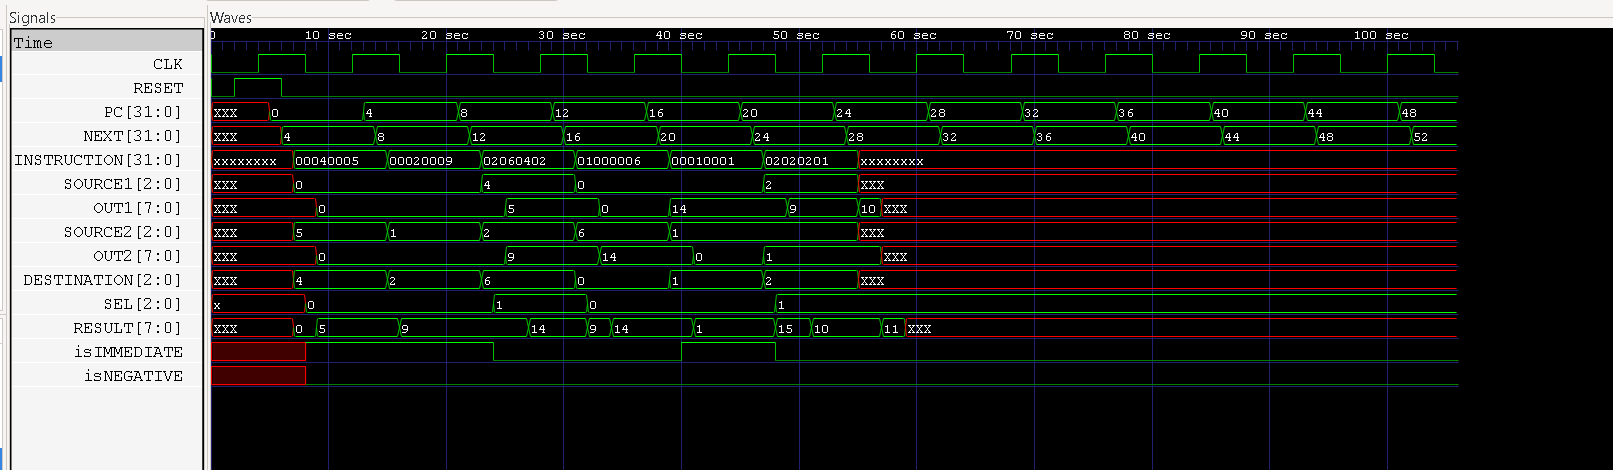 Signals Waves
Time 0 10 sec 20 sec 30 sec 40 sec 50 sec 60 sec 70 sec 80 sec 90 sec 100 sec
CLK
RESET
PC[31:0] XXX 0 4 8 12 16 20 24 28 32 36 40 44 48
NEXT[31:0] XXX 4 8 12 16 20 24 28 32 36 40 44 48 52
INSTRUCTION[31:0] xxxxxxxx 00040005 00020009 02060402 01000006 00010001 02020201 xxxxxxxx
SOURCE1[2:0] XXX 0 4 0 2 XXX
OUT1[7:0] XXX 0 5 0 14 9 10 XXX
SOURCE2[2:0] XXX 5 1 2 6 1 XXX
OUT2[7:0] XXX 0 9 14 0 1 XXX
DESTINATION[2:0] XXX 4 2 6 0 1 2 XXX
SEL[2:0] x 0 1 0 1
RESULT[7:0] XXX 0 5 9 14 9 14 1 15 10 11 XXX
isIMMEDIATE
isNEGATIVE